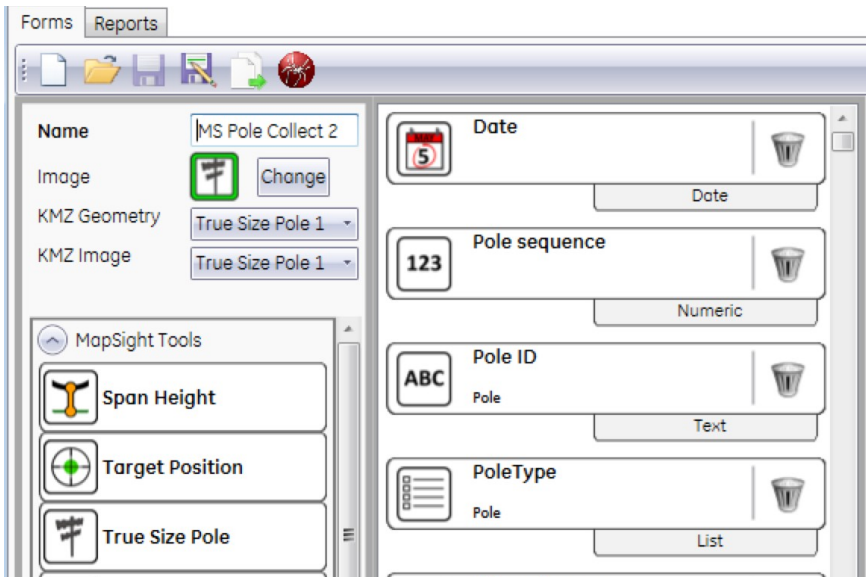 Forms Reports
Name MS Pole Collect 2
Image Change
KMZ Geometry True Size Pole 1
KMZ Image True Size Pole 1
MapSight Tools
Span Height
Target Position
True Size Pole
MAY
5
Date
Date
123
Pole sequence
Numeric
ABC
Pole ID
Pole
Text
PoleType
Pole
List